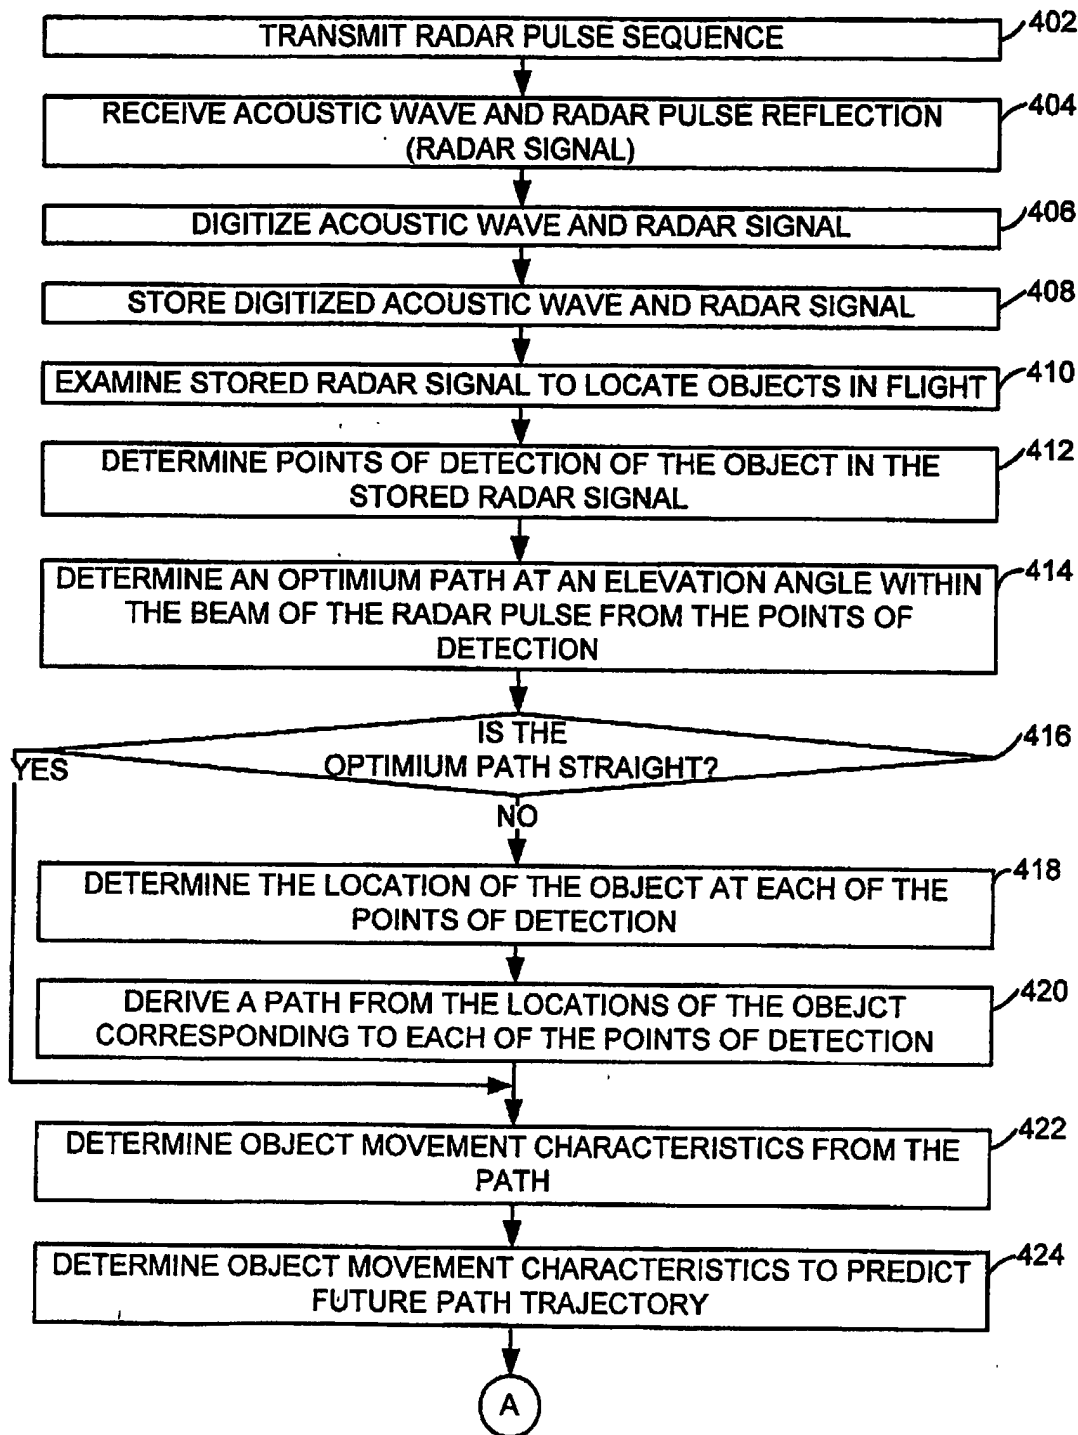 TRANSMIT RADAR PULSE SEQUENCE
402
RECEIVE ACOUSTIC WAVE AND RADAR PULSE REFLECTION
(RADAR SIGNAL)
404
DIGITIZE ACOUSTIC WAVE AND RADAR SIGNAL
406
STORE DIGITIZED ACOUSTIC WAVE AND RADAR SIGNAL
408
EXAMINE STORED RADAR SIGNAL TO LOCATE OBJECTS IN FLIGHT
410
DETERMINE POINTS OF DETECTION OF THE OBJECT IN THE
STORED RADAR SIGNAL
412
DETERMINE AN OPTIMIUM PATH AT AN ELEVATION ANGLE WITHIN
THE BEAM OF THE RADAR PULSE FROM THE POINTS OF
DETECTION
414
IS THE
OPTIMIUM PATH STRAIGHT?
416
YES
NO
DETERMINE THE LOCATION OF THE OBJECT AT EACH OF THE
POINTS OF DETECTION
418
DERIVE A PATH FROM THE LOCATIONS OF THE OBEJCT
CORRESPONDING TO EACH OF THE POINTS OF DETECTION
420
DETERMINE OBJECT MOVEMENT CHARACTERISTICS FROM THE
PATH
422
DETERMINE OBJECT MOVEMENT CHARACTERISTICS TO PREDICT
FUTURE PATH TRAJECTORY
424
A